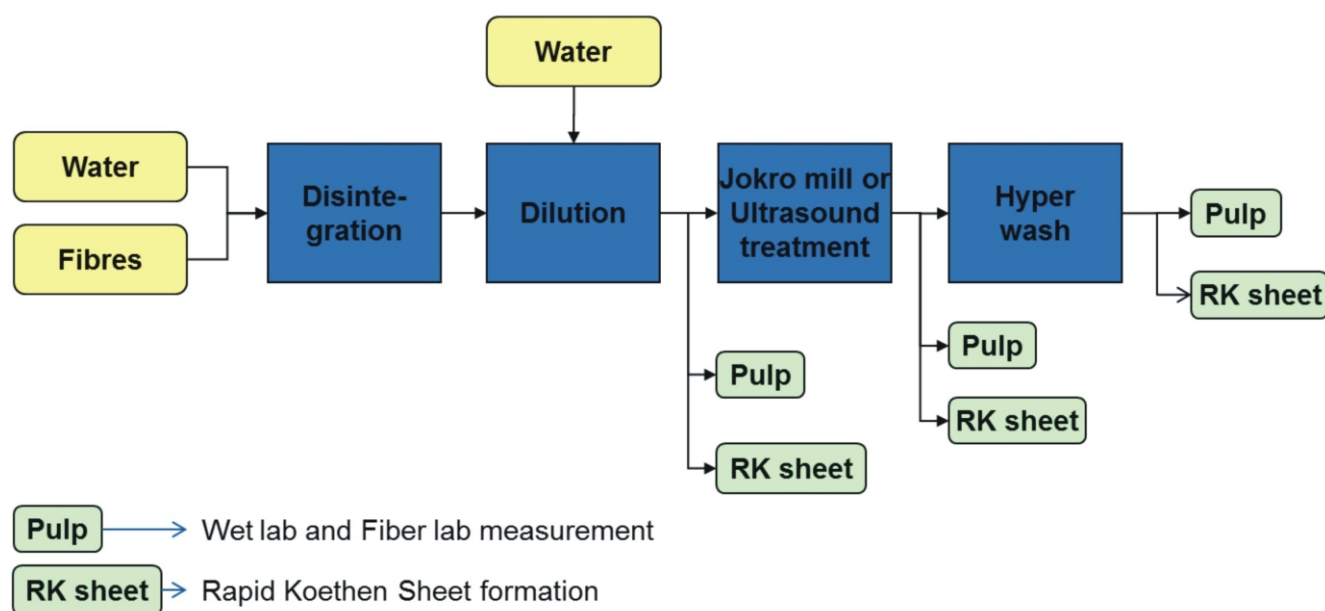 Water
Water
Fibres
Disinte-
gration
Dilution
Jokro mill or
Ultrasound
treatment
Hyper
wash
Pulp
RK sheet
Pulp
RK sheet
Pulp
RK sheet
Pulp
Wet lab and Fiber lab measurement
RK sheet
Rapid Koethen Sheet formation